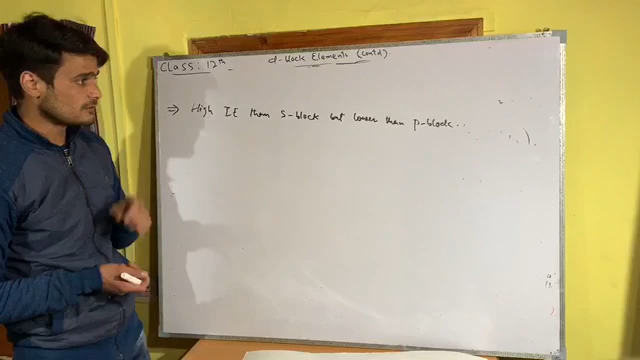 Class: 12th
d-block Elements (Contd).
⇒ High IE than S-block but lower than p-block..